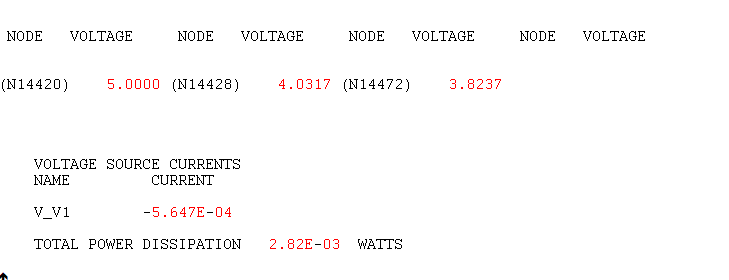 NODE VOLTAGE NODE VOLTAGE NODE VOLTAGE NODE VOLTAGE
(N14420) 5.0000 (N14428) 4.0317 (N14472) 3.8237
VOLTAGE SOURCE CURRENTS
NAME CURRENT
V_V1 -5.647E-04
TOTAL POWER DISSIPATION 2.82E-03 WATTS